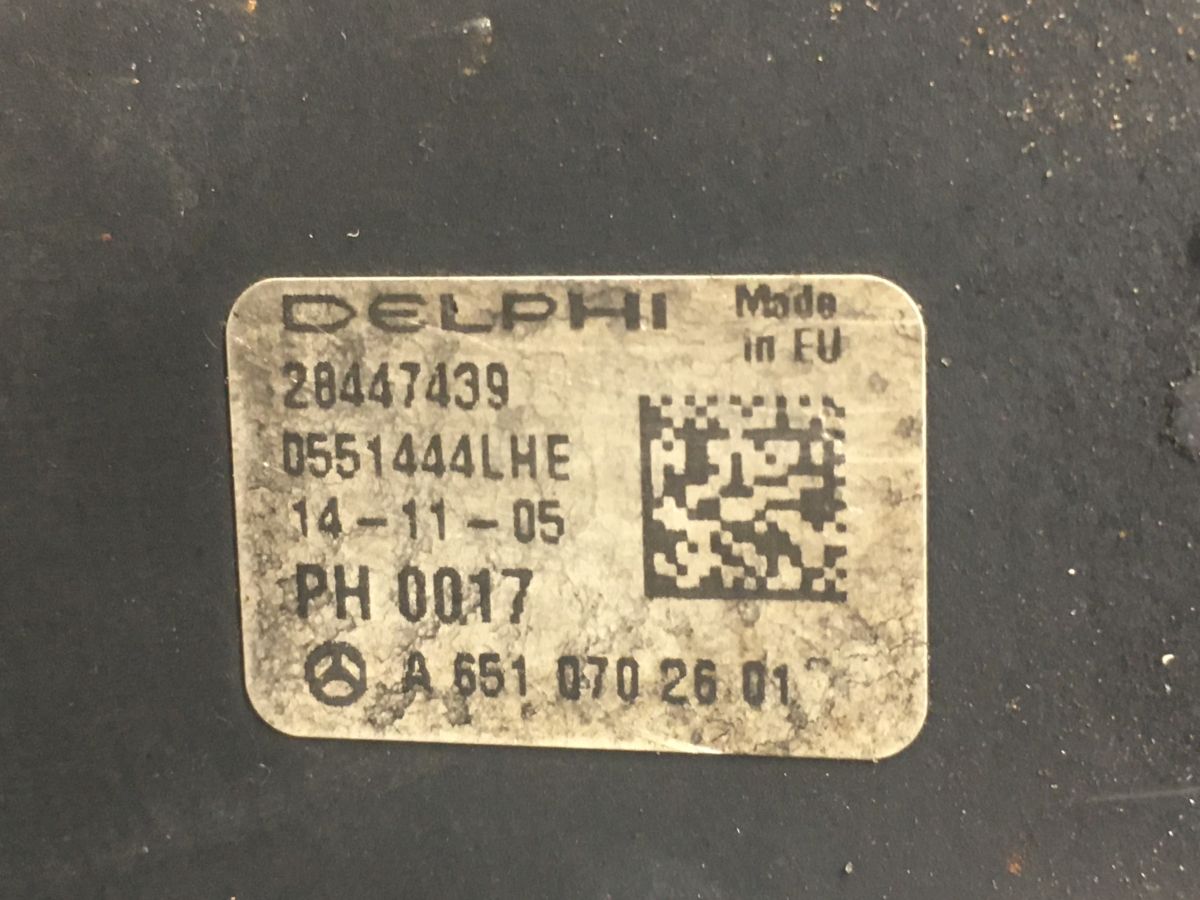 DELPHI
Made
in EU
28447439
0551444LHE
14-11-05
PH 0017
A 651 070 26 01